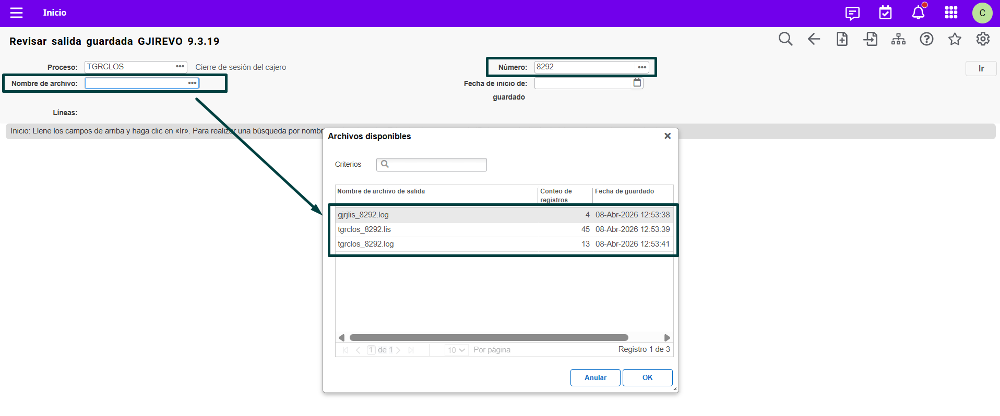 Inicio
C
Revisar salida guardada GJIREVO 9.3.19
Proceso: TGRCLOS ••• Cierre de sesión del cajero
Número: 8292 •••
Ir
Nombre de archivo: •••
Fecha de inicio de:
guardado
Líneas:
Inicio: Llene los campos de arriba y haga clic en «Ir». Para realizar una búsqueda por nombr
Archivos disponibles
Criterios
Nombre de archivo de salida
Conteo de
registros
Fecha de guardado
gjrjlis_8292.log 4 08-Abr-2026 12:53:38
tgrclos_8292.lis 45 08-Abr-2026 12:53:39
tgrclos_8292.log 13 08-Abr-2026 12:53:41
1 de 1
10 Por página
Registro 1 de 3
Anular
OK